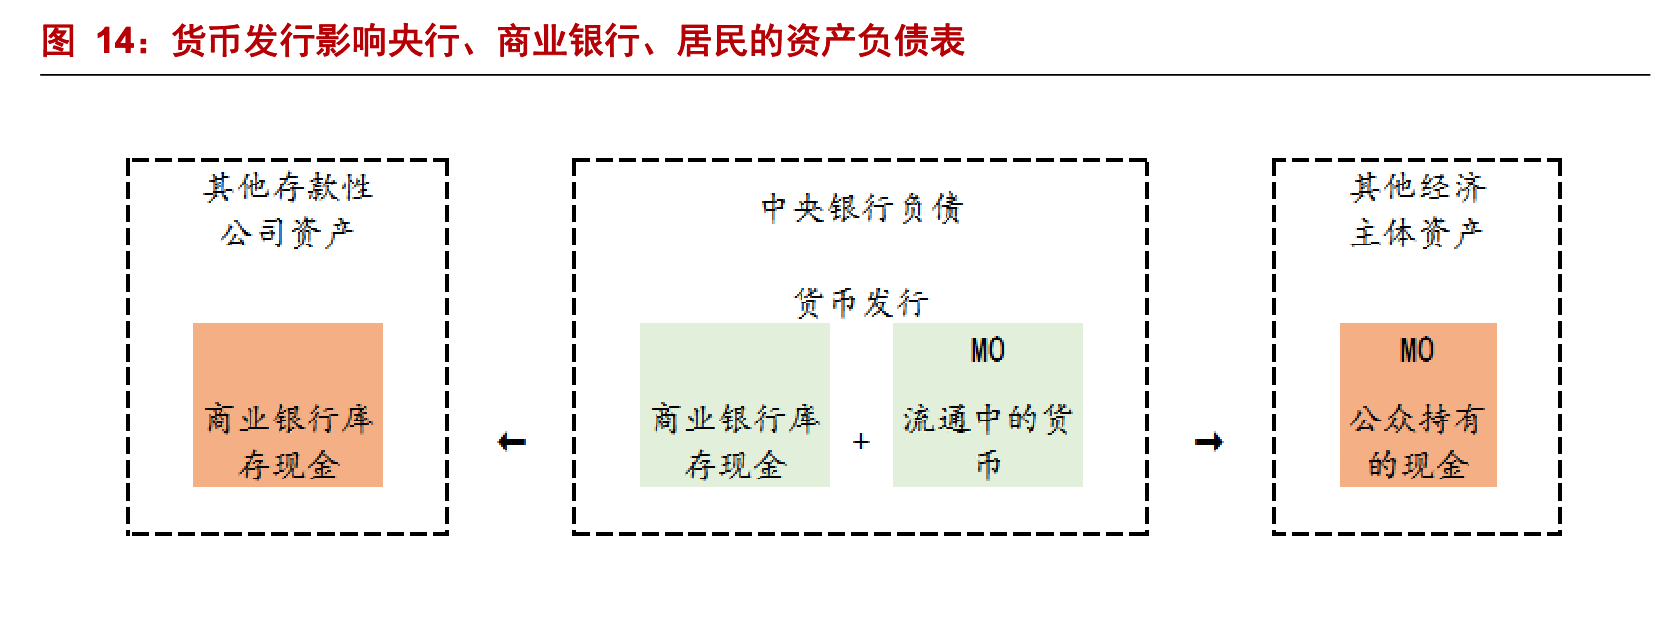 图 14：货币发行影响央行、商业银行、居民的资产负债表
其他存款性
公司资产
商业银行库
存现金
中央银行负债
货币发行
商业银行库
存现金
+
M0
流通中的货
币
其他经济
主体资产
M0
公众持有
的现金